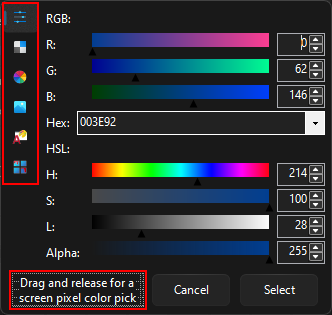 RGB:
R: 0
G: 62
B: 146
Hex: 003E92
HSL:
H: 214
S: 100
L: 28
Alpha: 255
Drag and release for a
screen pixel color pick
Cancel
Select